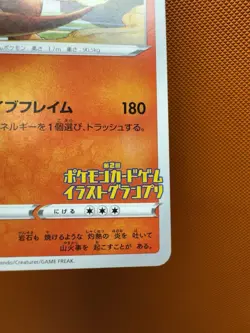 ポケモン 高さ 1.7m 重さ 90.5kg
ブフレイム 180
ネルギーを1個選び、トラッシュする。
第2回
ポケモンカードゲーム
イラストグランプリ
にげる
岩石も 焼けるような 灼熱の 炎を 吐いて
山火事を 起こすことが ある。
ntendo/Creatures/GAME FREAK.